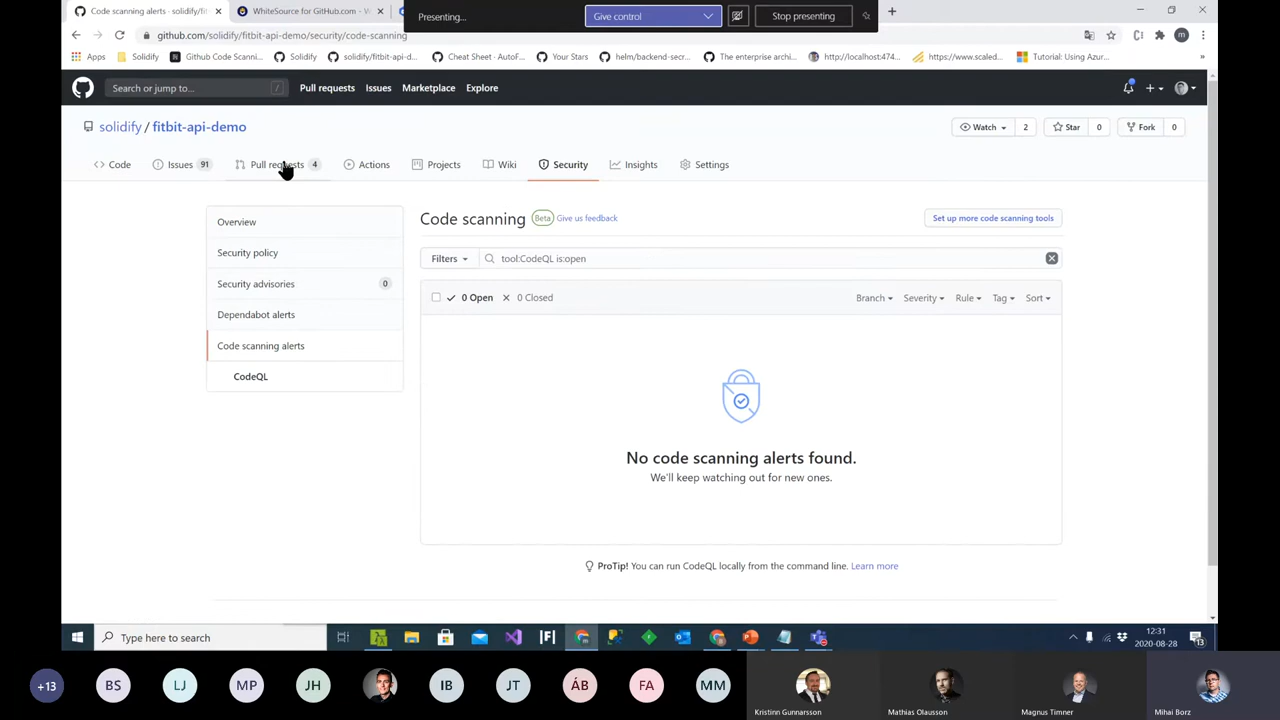 Code scanning alerts · solidify/fitb
WhiteSource for GitHub.com - W
Presenting...
Give control
Stop presenting
github.com/solidify/fitbit-api-demo/security/code-scanning
Apps
Solidify
Github Code Scanni...
Solidify
solidify/fitbit-api-d...
Cheat Sheet - AutoF...
Your Stars
helm/backend-secr...
The enterprise archi...
http://localhost:474...
https://www.scaled...
Tutorial: Using Azur...
Search or jump to...
/
Pull requests
Issues
Marketplace
Explore
solidify / fitbit-api-demo
Watch
2
Star
0
Fork
0
Code
Issues
91
Pull requests
4
Actions
Projects
Wiki
Security
Insights
Settings
Overview
Security policy
Security advisories
0
Dependabot alerts
Code scanning alerts
CodeQL
Code scanning
Beta
Give us feedback
Set up more code scanning tools
Filters
tool:CodeQL is:open
0 Open
0 Closed
Branch
Severity
Rule
Tag
Sort
No code scanning alerts found.
We'll keep watching out for new ones.
ProTip! You can run CodeQL locally from the command line. Learn more
Type here to search
12:31
2020-08-28
13
+13
BS
LJ
MP
JH
IB
JT
ÁB
FA
MM
Kristinn Gunnarsson
Mathias Olausson
Magnus Timner
Mihai Borz